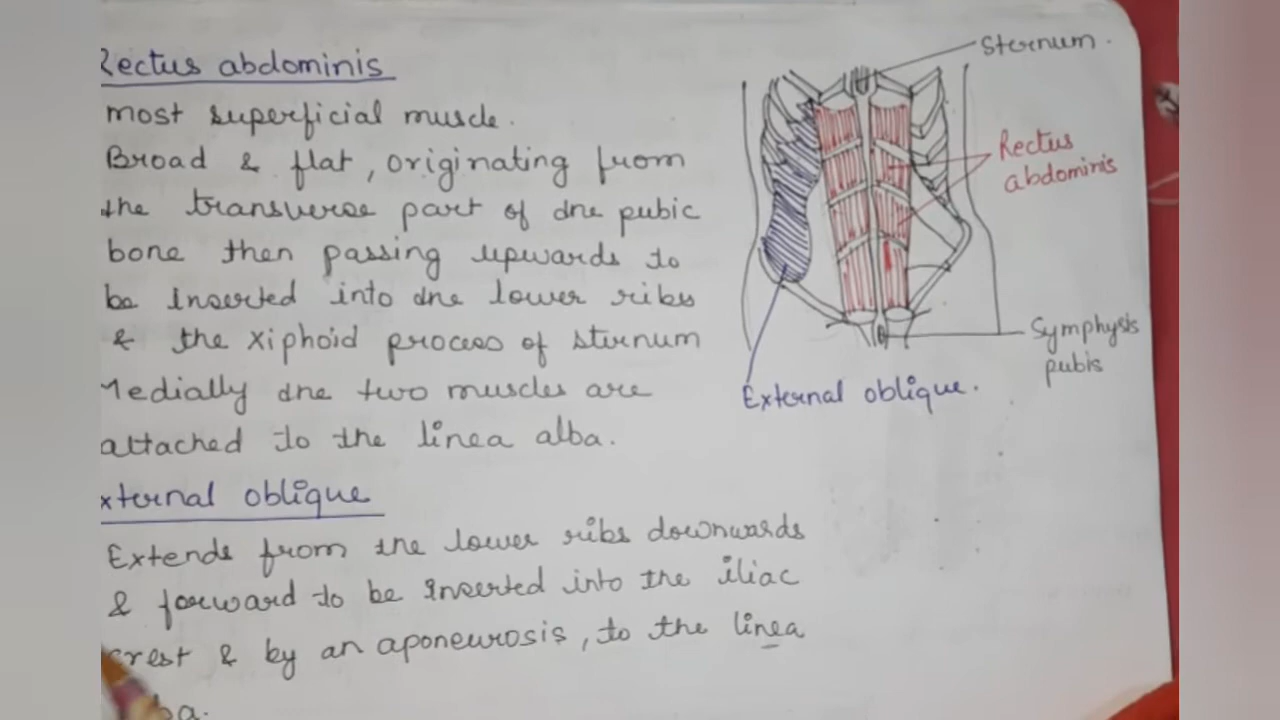 Rectus abdominis
most superficial muscle.
Broad & flat, originating from
the transverse part of the pubic
bone then passing upwards to
be inserted into the lower ribs
& the xiphoid process of sternum
Medially the two muscles are
attached to the linea alba.
xternal oblique
Extends from the lower ribs downwards
& forward to be inserted into the iliac
crest & by an aponeurosis, to the linea
ba.
Sternum.
Rectus
abdominis
Symphysis
pubis
External oblique.